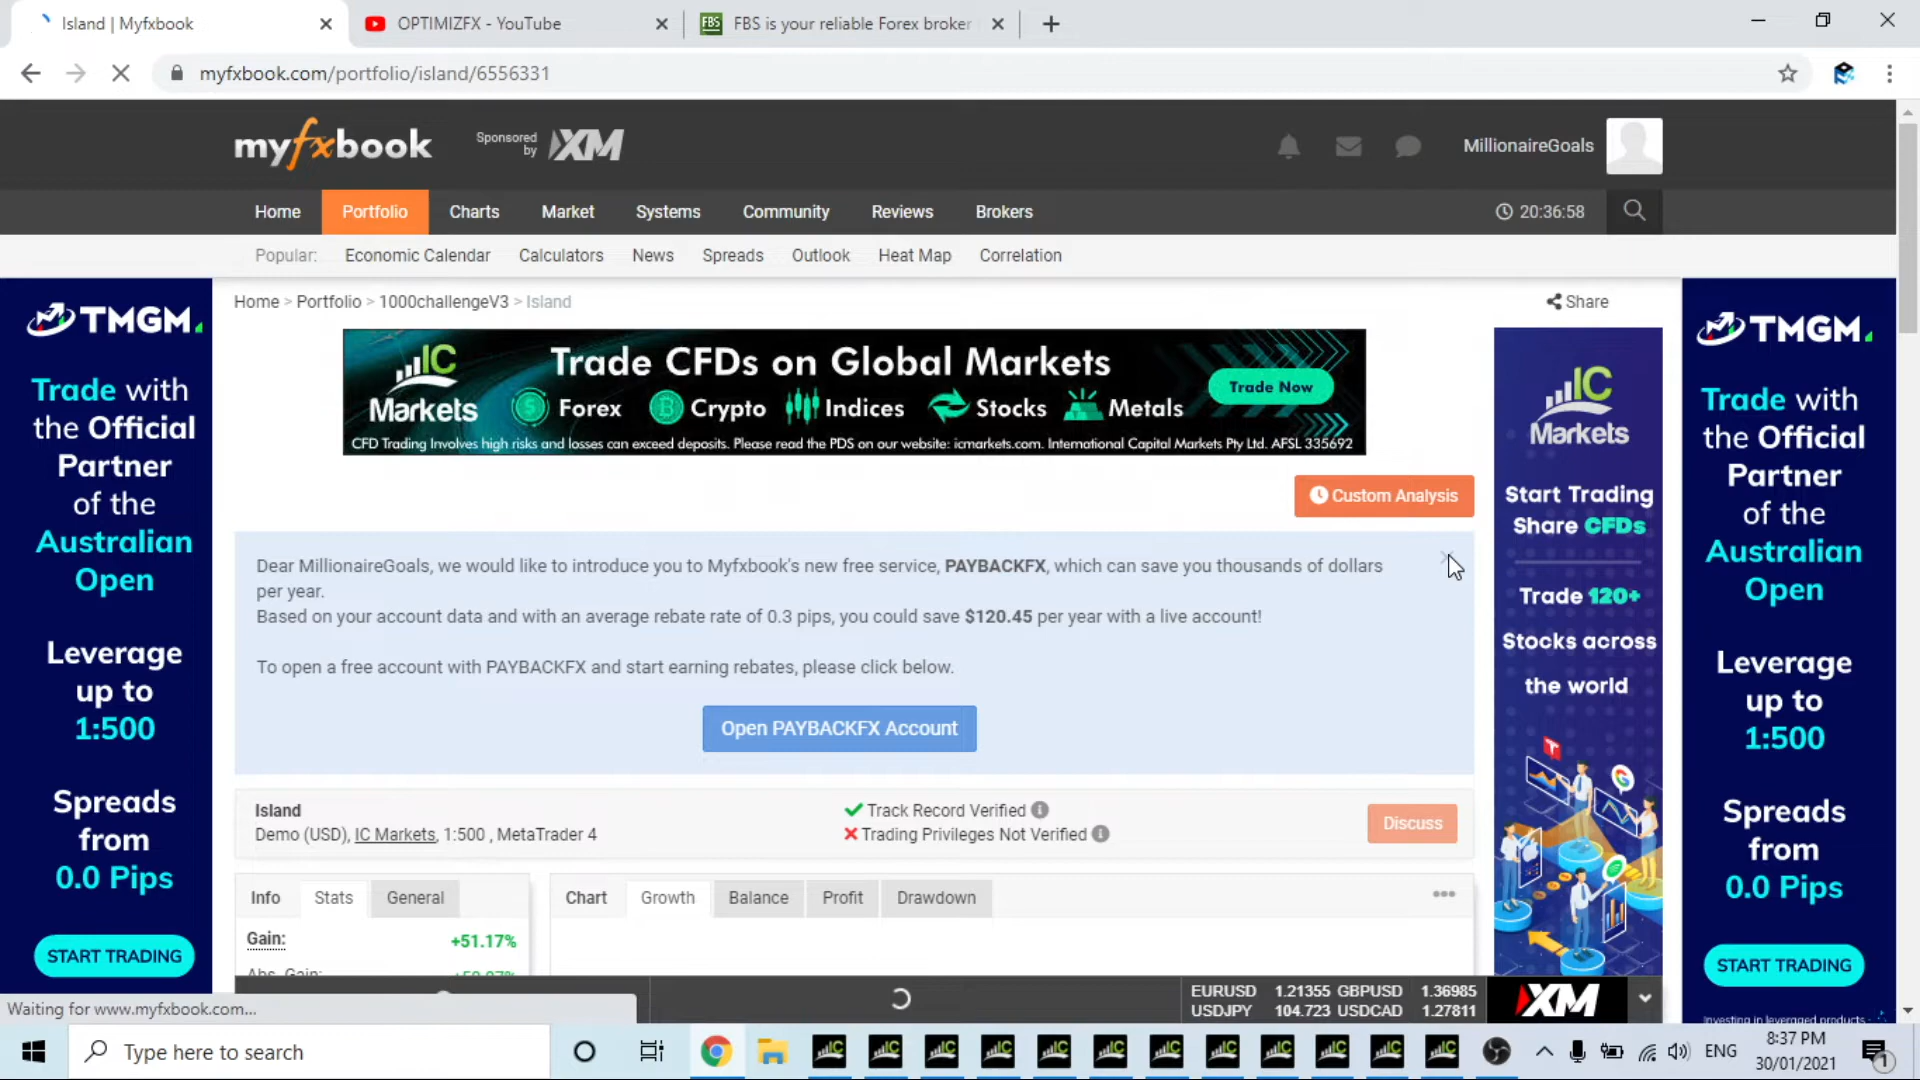 Island | Myfxbook
OPTIMIZFX - YouTube
FBS is your reliable Forex broker
myfxbook.com/portfolio/island/6556331
myfxbook
Sponsored by XM
MillionaireGoals
Home Portfolio Charts Market Systems Community Reviews Brokers
20:36:58
Popular: Economic Calendar Calculators News Spreads Outlook Heat Map Correlation
Home > Portfolio > 1000challengeV3 > Island
Share
TMGM
Trade with
the Official
Partner
of the
Australian
Open
Leverage
up to
1:500
Spreads
from
0.0 Pips
START TRADING
IC Markets
Trade CFDs on Global Markets
Forex Crypto Indices Stocks Metals
Trade Now
CFD Trading Involves high risks and losses can exceed deposits. Please read the PDS on our website: icmarkets.com. International Capital Markets Pty Ltd. AFSL 335692
Custom Analysis
Dear MillionaireGoals, we would like to introduce you to Myfxbook's new free service, PAYBACKFX, which can save you thousands of dollars
per year.
Based on your account data and with an average rebate rate of 0.3 pips, you could save $120.45 per year with a live account!
To open a free account with PAYBACKFX and start earning rebates, please click below.
Open PAYBACKFX Account
Island
Demo (USD), IC Markets, 1:500 , MetaTrader 4
Track Record Verified
Trading Privileges Not Verified
Discuss
Info Stats General
Gain: +51.17%
Abs. Gain:
Chart Growth Balance Profit Drawdown
IC Markets
Start Trading
Share CFDs
Trade 120+
Stocks across
the world
TMGM
Trade with
the Official
Partner
of the
Australian
Open
Leverage
up to
1:500
Spreads
from
0.0 Pips
START TRADING
Investing in leveraged products
EURUSD 1.21355 GBPUSD 1.36985
USDJPY 104.723 USDCAD 1.27811
XM
Waiting for www.myfxbook.com...
Type here to search
ENG
8:37 PM
30/01/2021
1